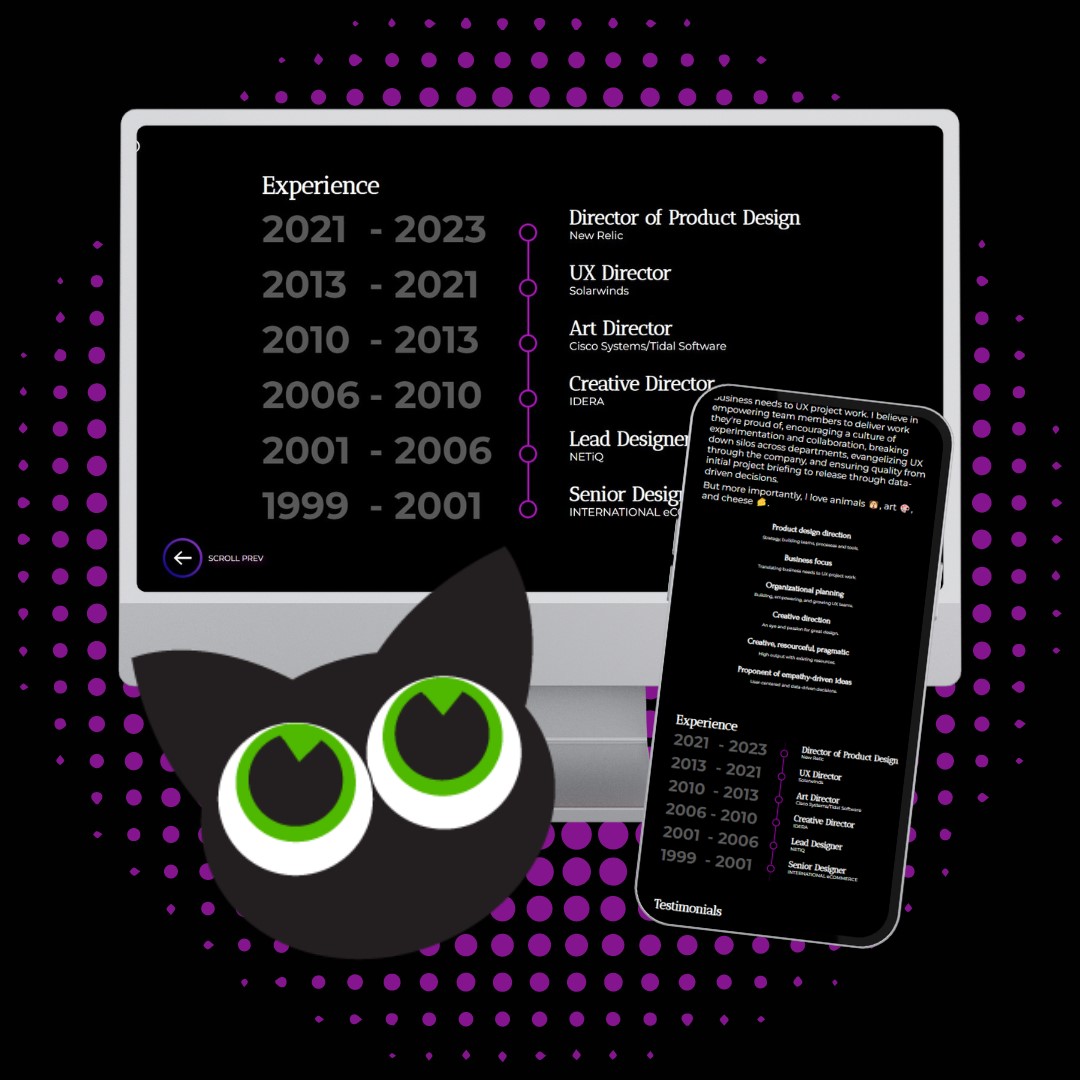 Experience
2021 - 2023
Director of Product Design
New Relic
2013 - 2021
UX Director
Solarwinds
2010 - 2013
Art Director
Cisco Systems/Tidal Software
2006 - 2010
Creative Director
IDERA
2001 - 2006
Lead Designer
NETiQ
1999 - 2001
Senior Desig
INTERNATIONAL eCO
SCROLL PREV
business needs to UX project work. I believe in
empowering team members to deliver work
they're proud of, encouraging a culture of
experimentation and collaboration, breaking
down silos across departments, evangelizing UX
through the company, and ensuring quality from
initial project briefing to release through data-
driven decisions.
But more importantly, I love animals 🙈, art 🎨,
and cheese 🧀.
Product design direction
Strategy, building teams, processes and tools.
Business focus
Translating business needs to UX project work.
Organizational planning
Building, empowering, and growing UX teams.
Creative direction
An eye and passion for great design.
Creative, resourceful, pragmatic
High output with existing resources.
Proponent of empathy-driven ideas
User-centered and data-driven decisions.
Experience
2021 - 2023
Director of Product Design
New Relic
2013 - 2021
UX Director
Solarwinds
2010 - 2013
Art Director
Cisco Systems/Tidal Software
2006 - 2010
Creative Director
IDERA
2001 - 2006
Lead Designer
NETiQ
1999 - 2001
Senior Designer
INTERNATIONAL eCOMMERCE
Testimonials